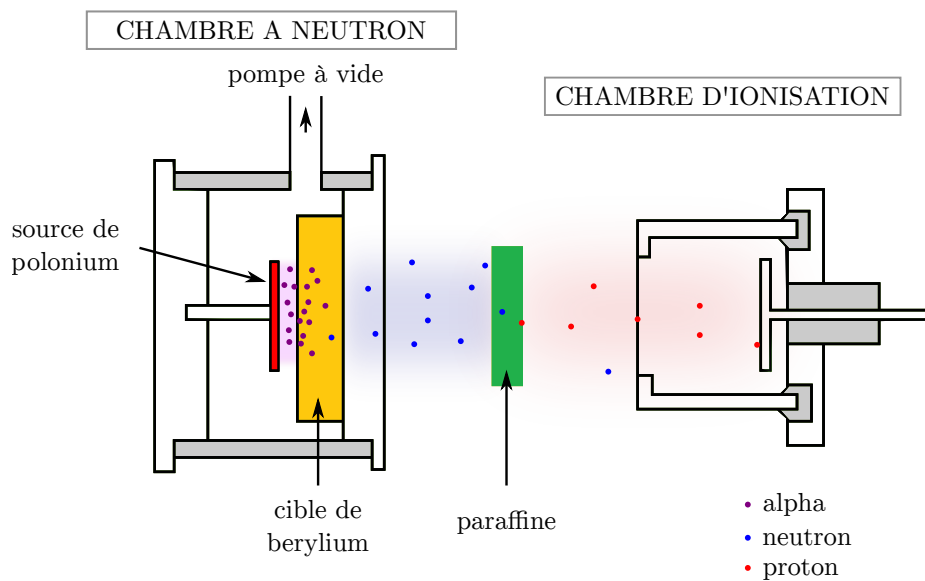 CHAMBRE A NEUTRON
pompe à vide
CHAMBRE D'IONISATION
source de
polonium
cible de
berylium
paraffine
alpha
neutron
proton